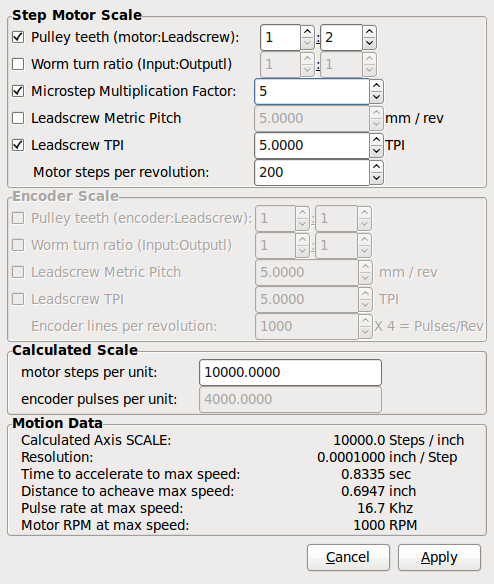 Step Motor Scale
Pulley teeth (motor:Leadscrew): 1 : 2
Worm turn ratio (Input:Outputl) 1 : 1
Microstep Multiplication Factor: 5
Leadscrew Metric Pitch 5.0000 mm / rev
Leadscrew TPI 5.0000 TPI
Motor steps per revolution: 200
Encoder Scale
Pulley teeth (encoder:Leadscrew): 1 : 1
Worm turn ratio (Input:Outputl) 1 : 1
Leadscrew Metric Pitch 5.0000 mm / rev
Leadscrew TPI 5.0000 TPI
Encoder lines per revolution: 1000 X 4 = Pulses/Rev
Calculated Scale
motor steps per unit: 10000.0000
encoder pulses per unit: 4000.0000
Motion Data
Calculated Axis SCALE: 10000.0 Steps / inch
Resolution: 0.0001000 inch / Step
Time to accelerate to max speed: 0.8335 sec
Distance to acheave max speed: 0.6947 inch
Pulse rate at max speed: 16.7 Khz
Motor RPM at max speed: 1000 RPM
Cancel Apply